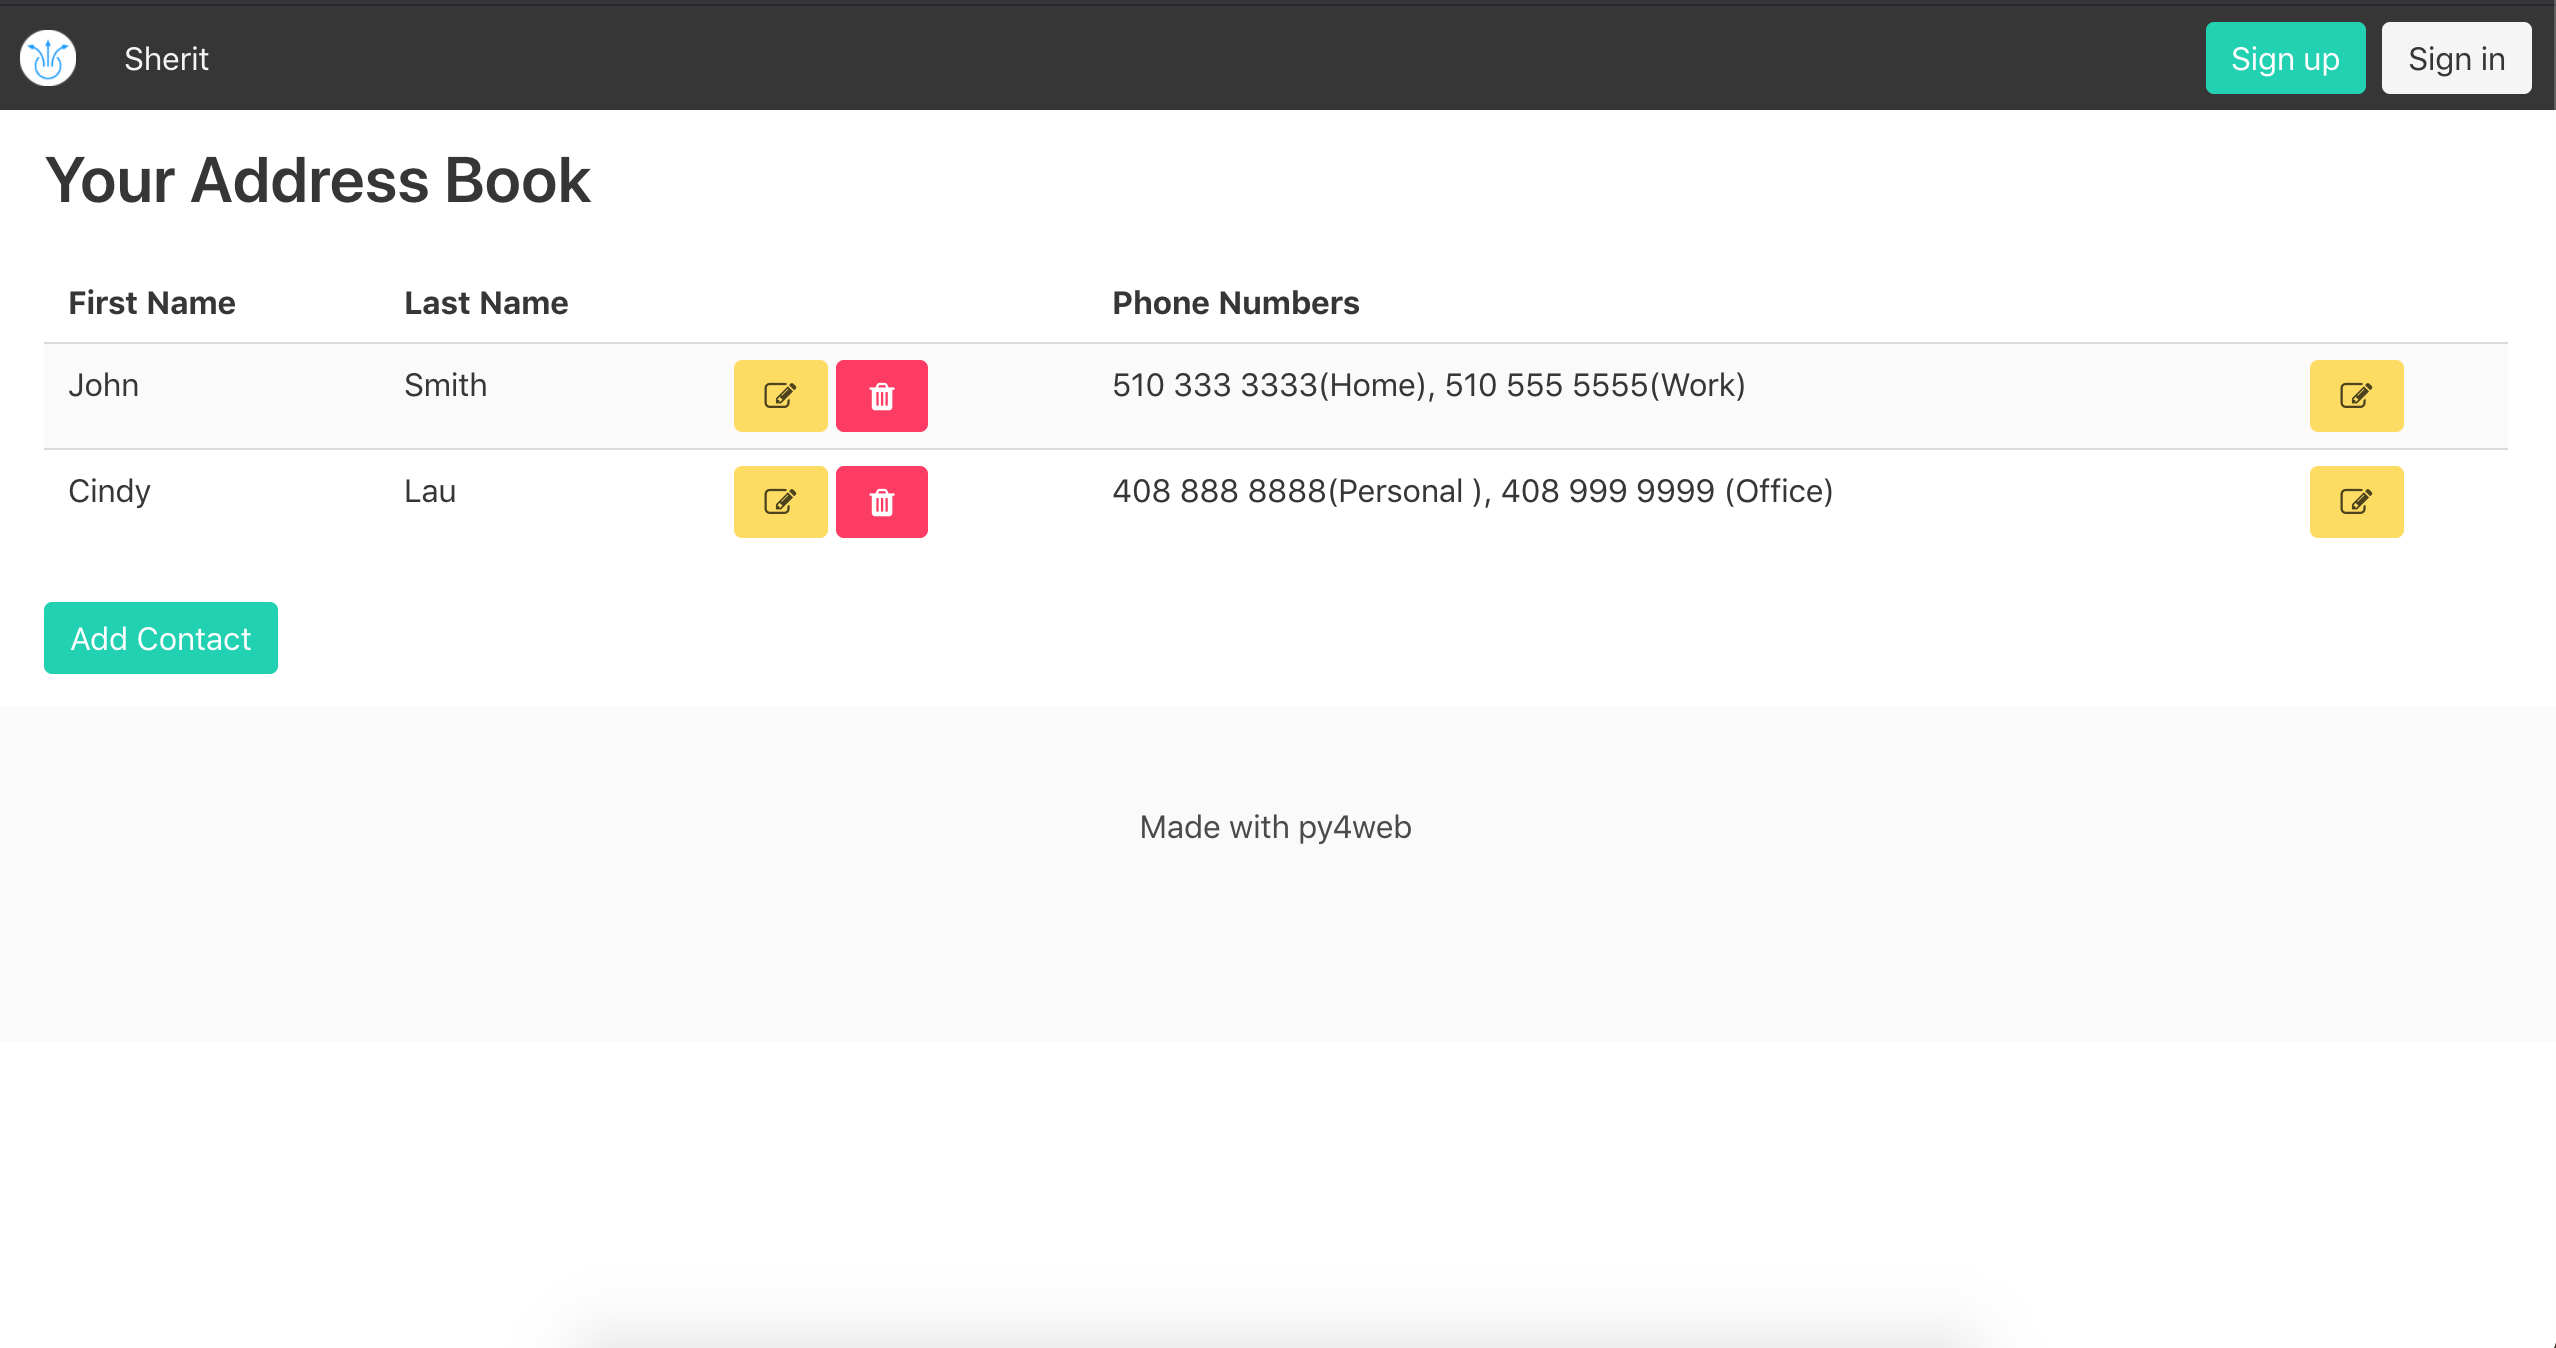 Sherit Sign up Sign in
Your Address Book
First Name Last Name Phone Numbers
John Smith 510 333 3333(Home), 510 555 5555(Work)
Cindy Lau 408 888 8888(Personal ), 408 999 9999 (Office)
Add Contact
Made with py4web